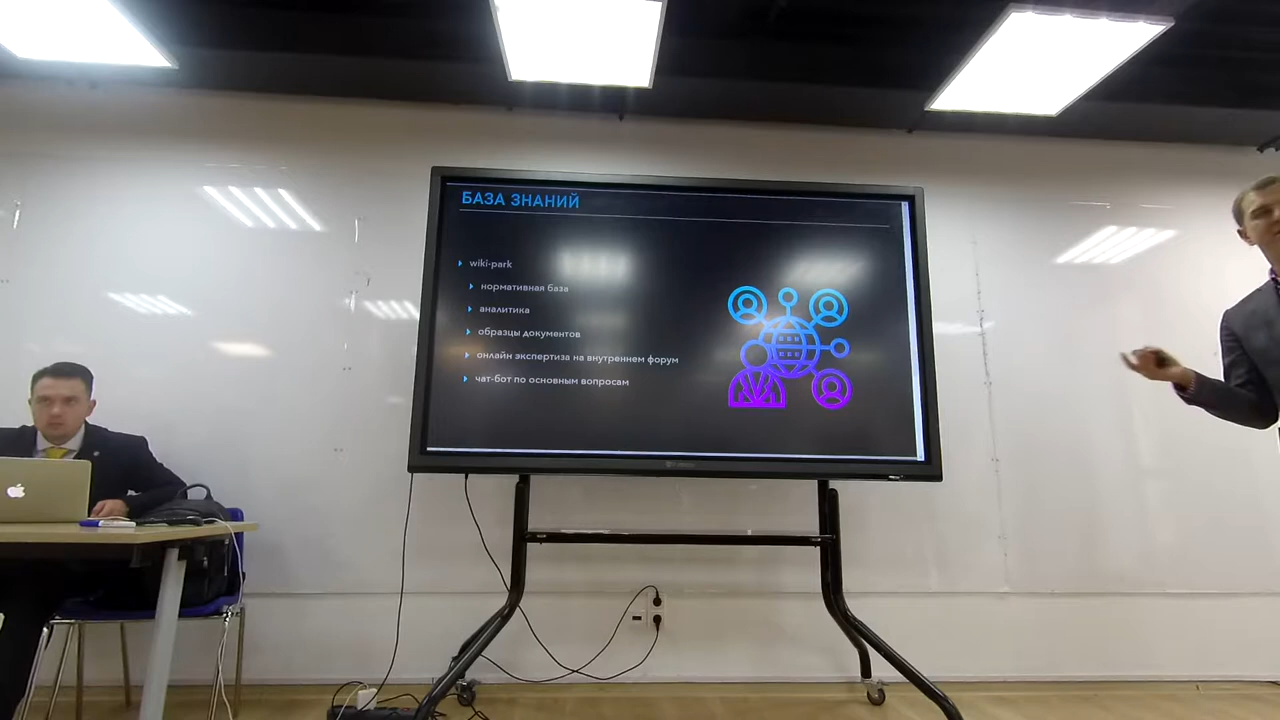 БАЗА ЗНАНИЙ
wiki-park
нормативная база
аналитика
образцы документов
онлайн экспертиза на внутреннем форум
чат-бот по основным вопросам